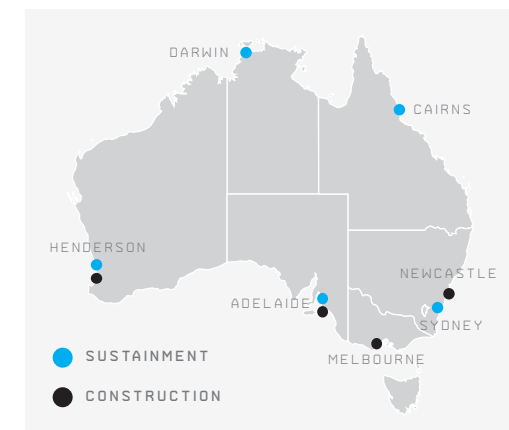 DARWIN
CAIRNS
HENDERSON
NEWCASTLE
ADELAIDE
SYDNEY
MELBOURNE
SUSTAINMENT
CONSTRUCTION